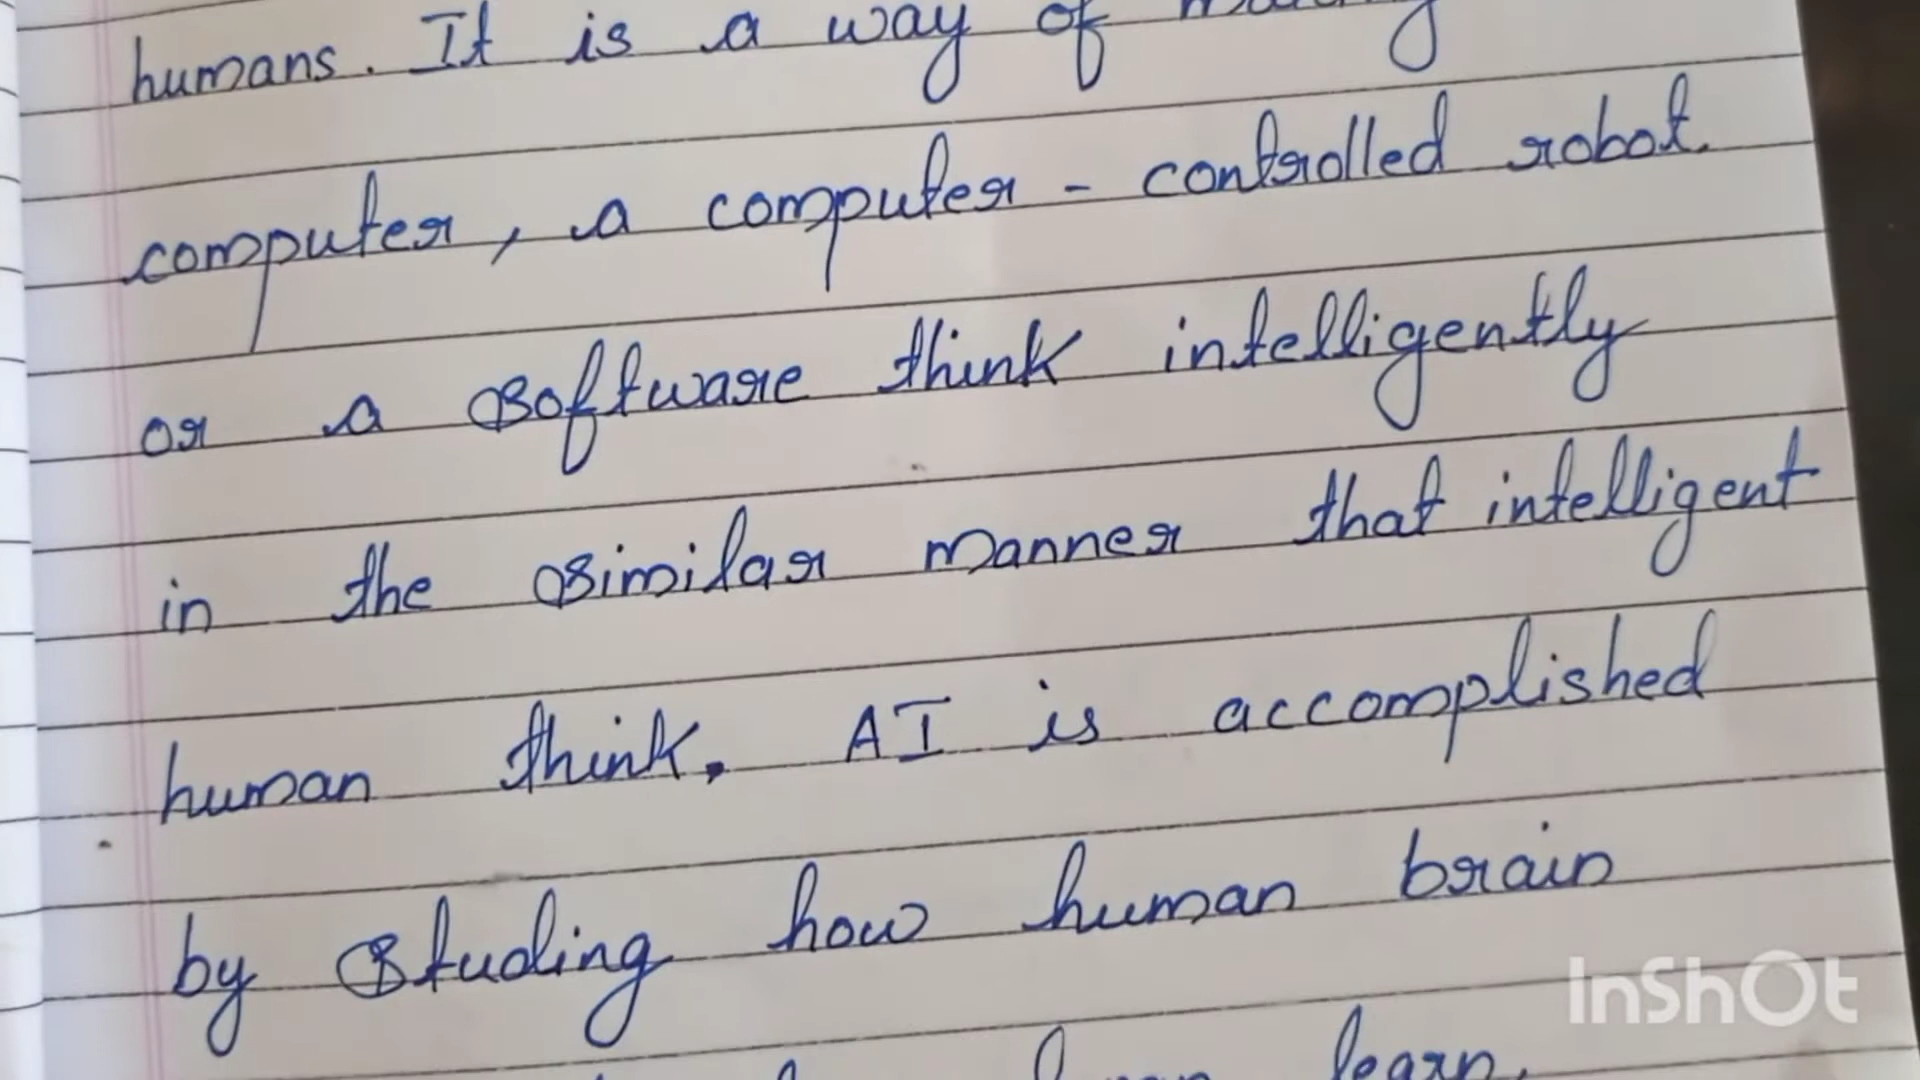 humans. It is a way of
computer, a computer - controlled robot.
or a software think intelligently
in the similar manner that intelligent
human think. AI is accomplished
by studing how human brain
learn,
InShOt